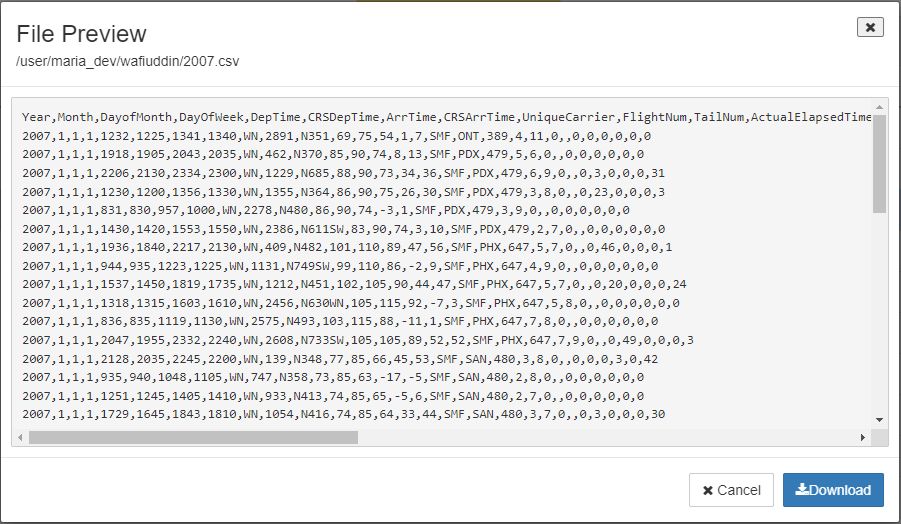 File Preview
/user/maria_dev/wafiuddin/2007.csv
Year,Month,DayofMonth,DayOfWeek,DepTime,CRSDepTime,ArrTime,CRSArrTime,UniqueCarrier,FlightNum,TailNum,ActualElapsedTime
2007,1,1,1,1232,1225,1341,1340,WN,2891,N351,69,75,54,1,7,SMF,ONT,389,4,11,0,,0,0,0,0,0,0
2007,1,1,1,1918,1905,2043,2035,WN,462,N370,85,90,74,8,13,SMF,PDX,479,5,6,0,,0,0,0,0,0,0
2007,1,1,1,2206,2130,2334,2300,WN,1229,N685,88,90,73,34,36,SMF,PDX,479,6,9,0,,0,3,0,0,0,31
2007,1,1,1,1230,1200,1356,1330,WN,1355,N364,86,90,75,26,30,SMF,PDX,479,3,8,0,,0,23,0,0,0,3
2007,1,1,1,831,830,957,1000,WN,2278,N480,86,90,74,-3,1,SMF,PDX,479,3,9,0,,0,0,0,0,0,0
2007,1,1,1,1430,1420,1553,1550,WN,2386,N611SW,83,90,74,3,10,SMF,PDX,479,2,7,0,,0,0,0,0,0,0
2007,1,1,1,1936,1840,2217,2130,WN,409,N482,101,110,89,47,56,SMF,PHX,647,5,7,0,,0,46,0,0,0,1
2007,1,1,1,944,935,1223,1225,WN,1131,N749SW,99,110,86,-2,9,SMF,PHX,647,4,9,0,,0,0,0,0,0,0
2007,1,1,1,1537,1450,1819,1735,WN,1212,N451,102,105,90,44,47,SMF,PHX,647,5,7,0,,0,20,0,0,0,24
2007,1,1,1,1318,1315,1603,1610,WN,2456,N630WN,105,115,92,-7,3,SMF,PHX,647,5,8,0,,0,0,0,0,0,0
2007,1,1,1,836,835,1119,1130,WN,2575,N493,103,115,88,-11,1,SMF,PHX,647,7,8,0,,0,0,0,0,0,0
2007,1,1,1,2047,1955,2332,2240,WN,2608,N733SW,105,105,89,52,52,SMF,PHX,647,7,9,0,,0,49,0,0,0,3
2007,1,1,1,2128,2035,2245,2200,WN,139,N348,77,85,66,45,53,SMF,SAN,480,3,8,0,,0,0,0,3,0,42
2007,1,1,1,935,940,1048,1105,WN,747,N358,73,85,63,-17,-5,SMF,SAN,480,2,8,0,,0,0,0,0,0,0
2007,1,1,1,1251,1245,1405,1410,WN,933,N413,74,85,65,-5,6,SMF,SAN,480,2,7,0,,0,0,0,0,0,0
2007,1,1,1,1729,1645,1843,1810,WN,1054,N416,74,85,64,33,44,SMF,SAN,480,3,7,0,,0,3,0,0,0,30
Cancel
Download